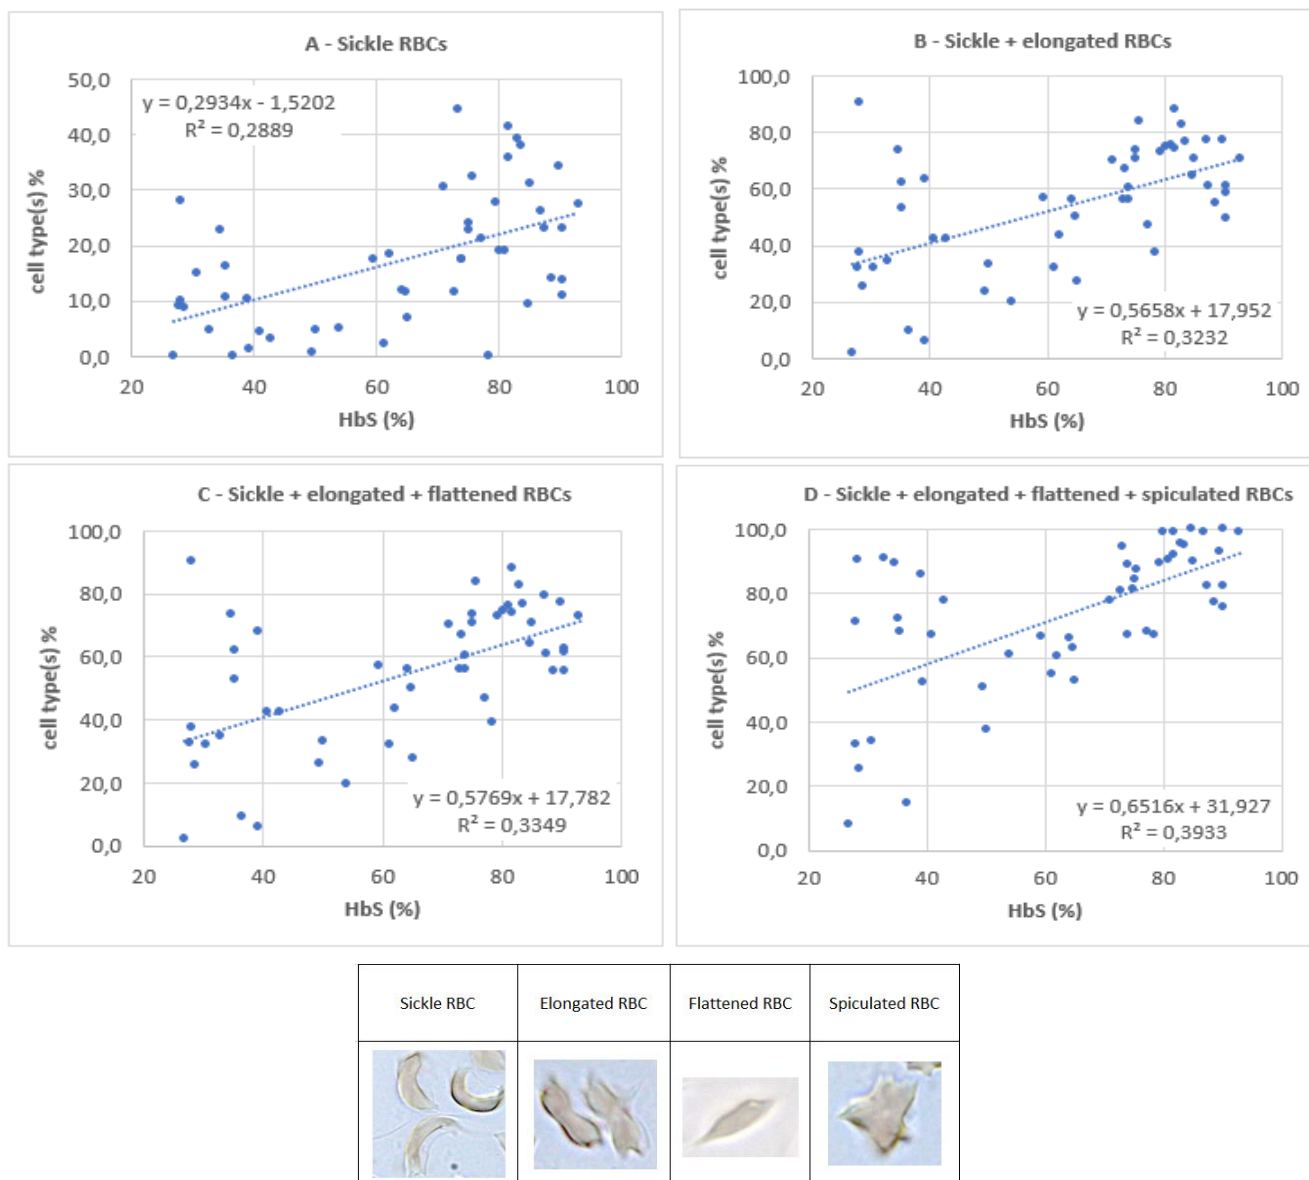 A - Sickle RBCs
y = 0,2934x - 1,5202
R² = 0,2889
50,0
40,0
30,0
20,0
10,0
0,0
cell type(s) %
20 40 60 80 100
HbS (%)
B - Sickle + elongated RBCs
100,0
80,0
60,0
40,0
20,0
0,0
cell type(s) %
y = 0,5658x + 17,952
R² = 0,3232
20 40 60 80 100
HbS (%)
C - Sickle + elongated + flattened RBCs
100,0
80,0
60,0
40,0
20,0
0,0
cell type(s) %
y = 0,5769x + 17,782
R² = 0,3349
20 40 60 80 100
HbS (%)
D - Sickle + elongated + flattened + spiculated RBCs
100,0
80,0
60,0
40,0
20,0
0,0
cell type(s) %
y = 0,6516x + 31,927
R² = 0,3933
20 40 60 80 100
HbS (%)
Sickle RBC Elongated RBC Flattened RBC Spiculated RBC